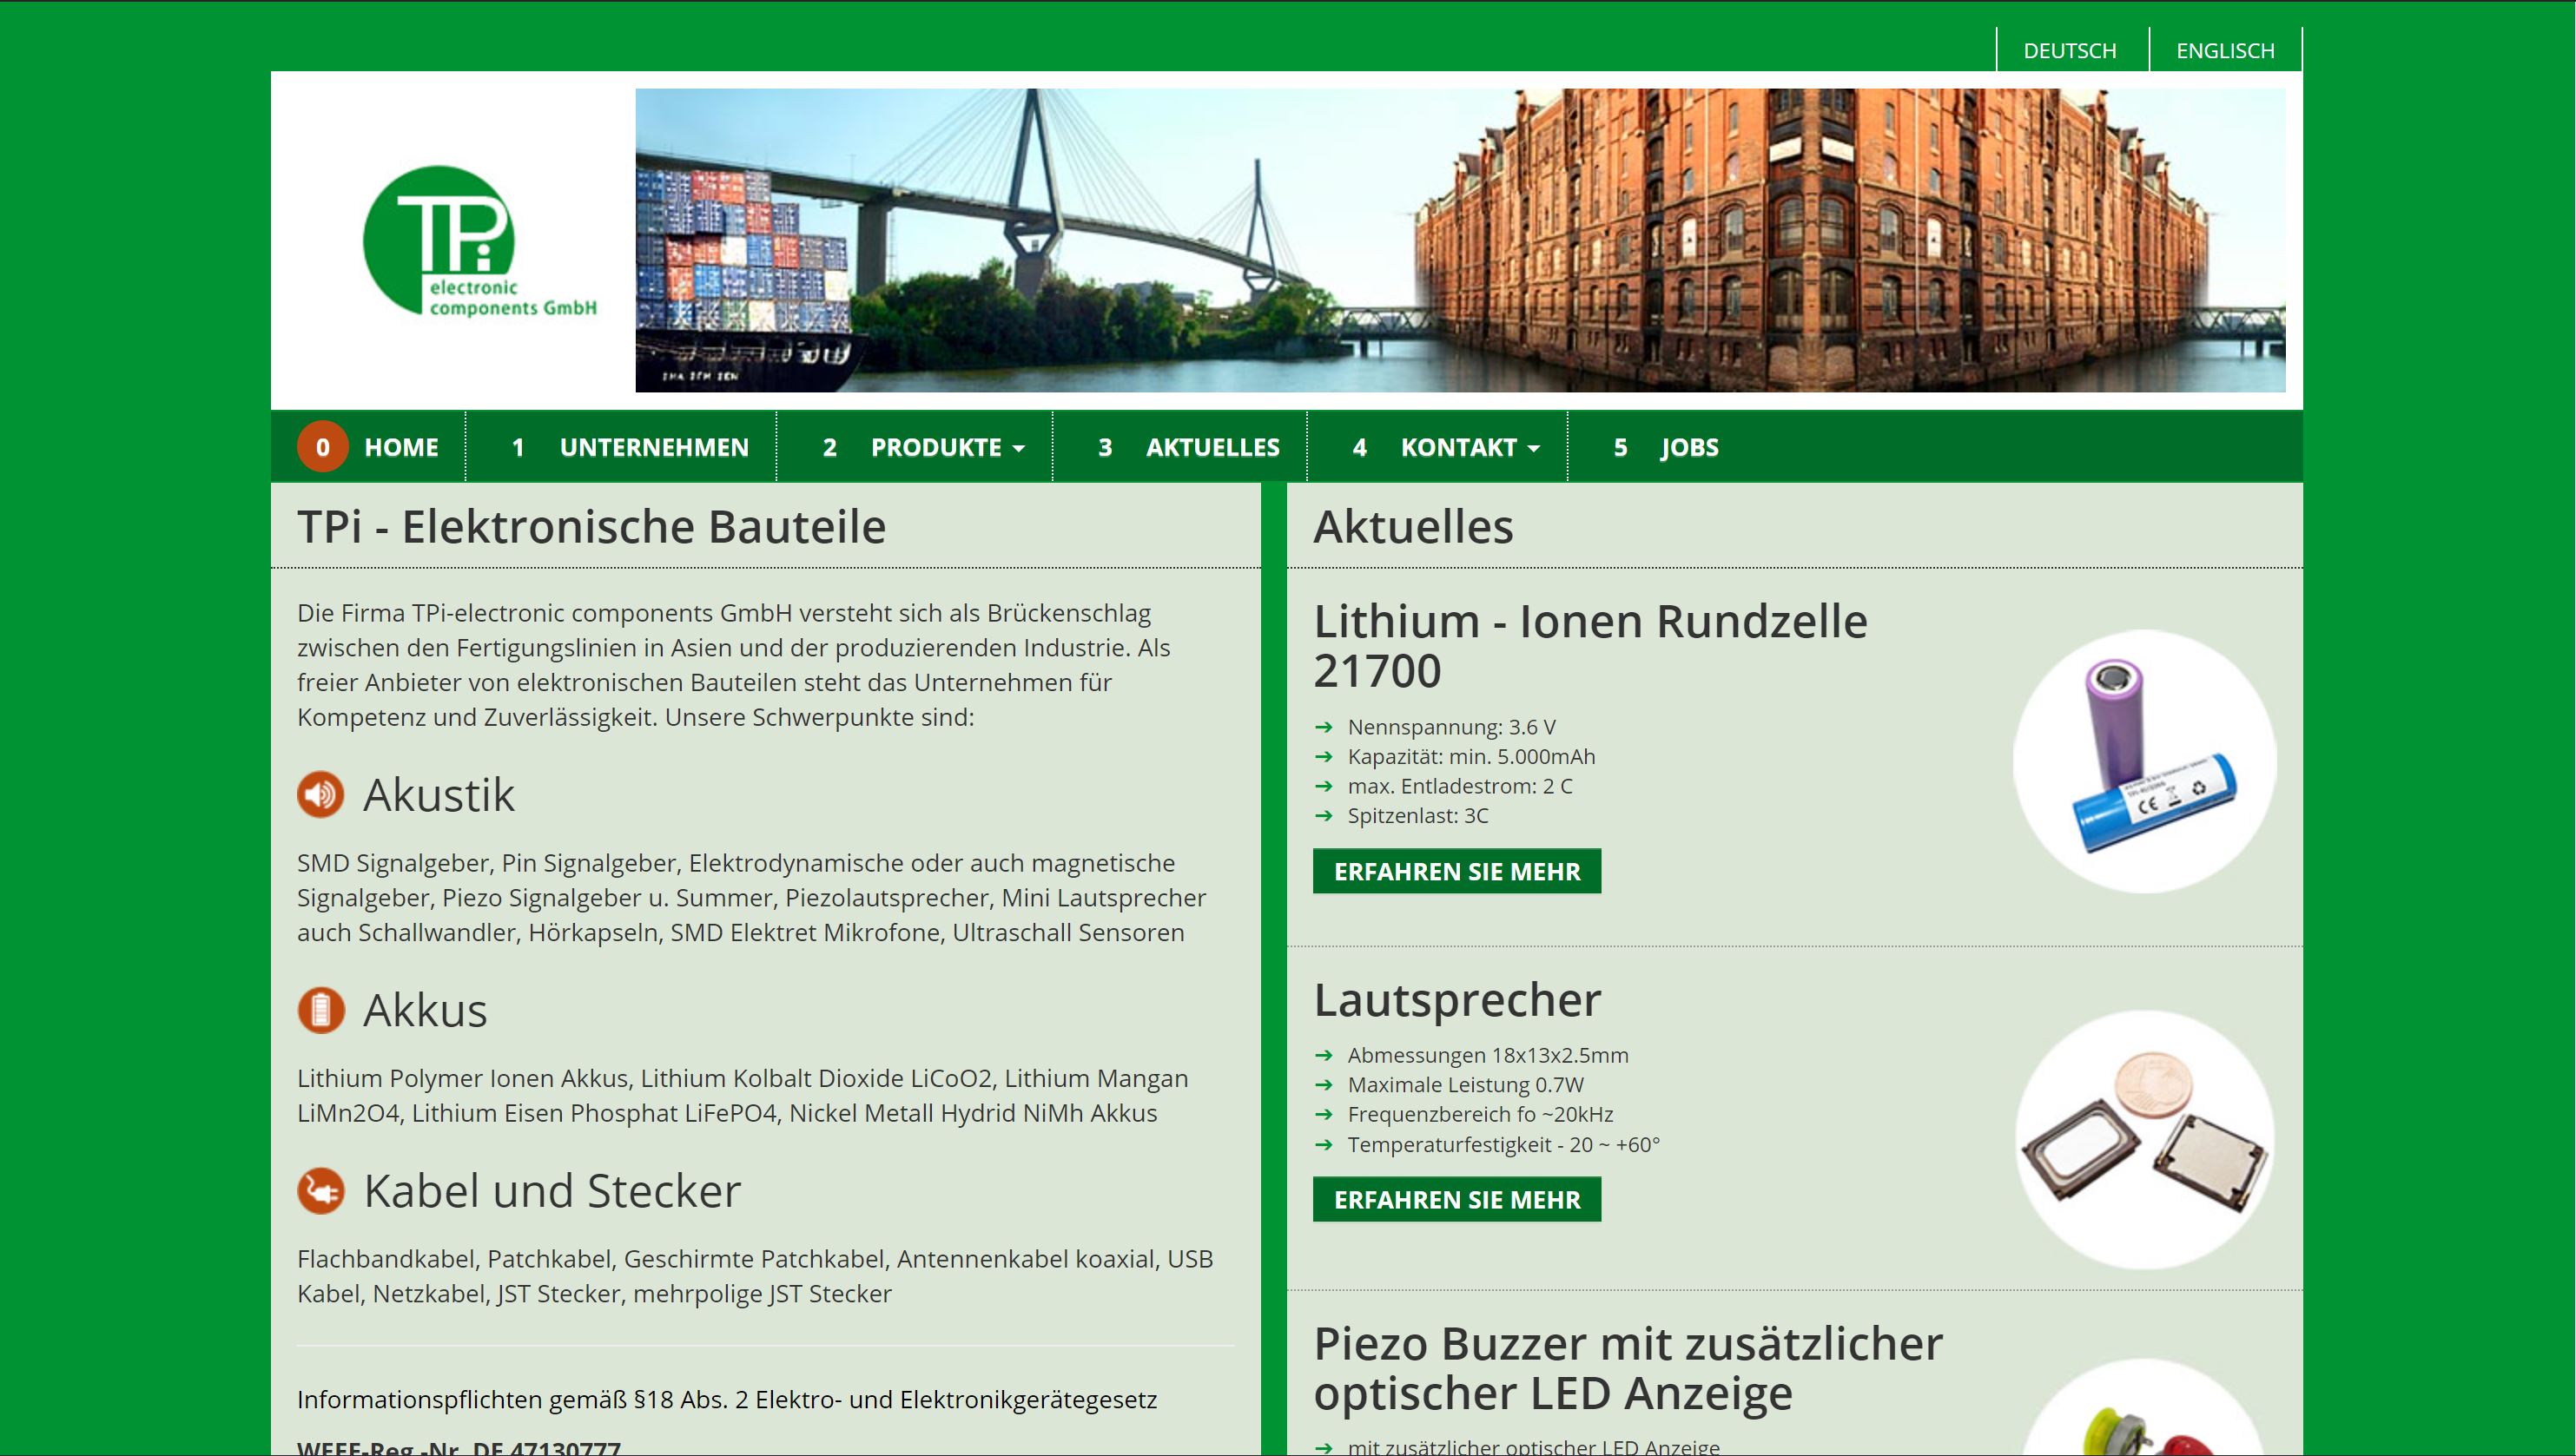 DEUTSCH
ENGLISCH
TPi
electronic
components GmbH
0 HOME
1 UNTERNEHMEN
2 PRODUKTE
3 AKTUELLES
4 KONTAKT
5 JOBS
TPi - Elektronische Bauteile
Die Firma TPi-electronic components GmbH versteht sich als Brückenschlag
zwischen den Fertigungslinien in Asien und der produzierenden Industrie. Als
freier Anbieter von elektronischen Bauteilen steht das Unternehmen für
Kompetenz und Zuverlässigkeit. Unsere Schwerpunkte sind:
Akustik
SMD Signalgeber, Pin Signalgeber, Elektrodynamische oder auch magnetische
Signalgeber, Piezo Signalgeber u. Summer, Piezolautsprecher, Mini Lautsprecher
auch Schallwandler, Hörkapseln, SMD Elektret Mikrofone, Ultraschall Sensoren
Akkus
Lithium Polymer Ionen Akkus, Lithium Kolbalt Dioxide LiCoO2, Lithium Mangan
LiMn2O4, Lithium Eisen Phosphat LiFePO4, Nickel Metall Hydrid NiMh Akkus
Kabel und Stecker
Flachbandkabel, Patchkabel, Geschirmte Patchkabel, Antennenkabel koaxial, USB
Kabel, Netzkabel, JST Stecker, mehrpolige JST Stecker
Informationspflichten gemäß §18 Abs. 2 Elektro- und Elektronikgerätegesetz
WEEE-Reg.-Nr. DE 47130777
Aktuelles
Lithium - Ionen Rundzelle
21700
Nennspannung: 3.6 V
Kapazität: min. 5.000mAh
max. Entladestrom: 2 C
Spitzenlast: 3C
ERFAHREN SIE MEHR
CE
Lautsprecher
Abmessungen 18x13x2.5mm
Maximale Leistung 0.7W
Frequenzbereich fo ~20kHz
Temperaturfestigkeit - 20 ~ +60°
ERFAHREN SIE MEHR
Piezo Buzzer mit zusätzlicher
optischer LED Anzeige
mit zusätzlicher optischer LED Anzeige